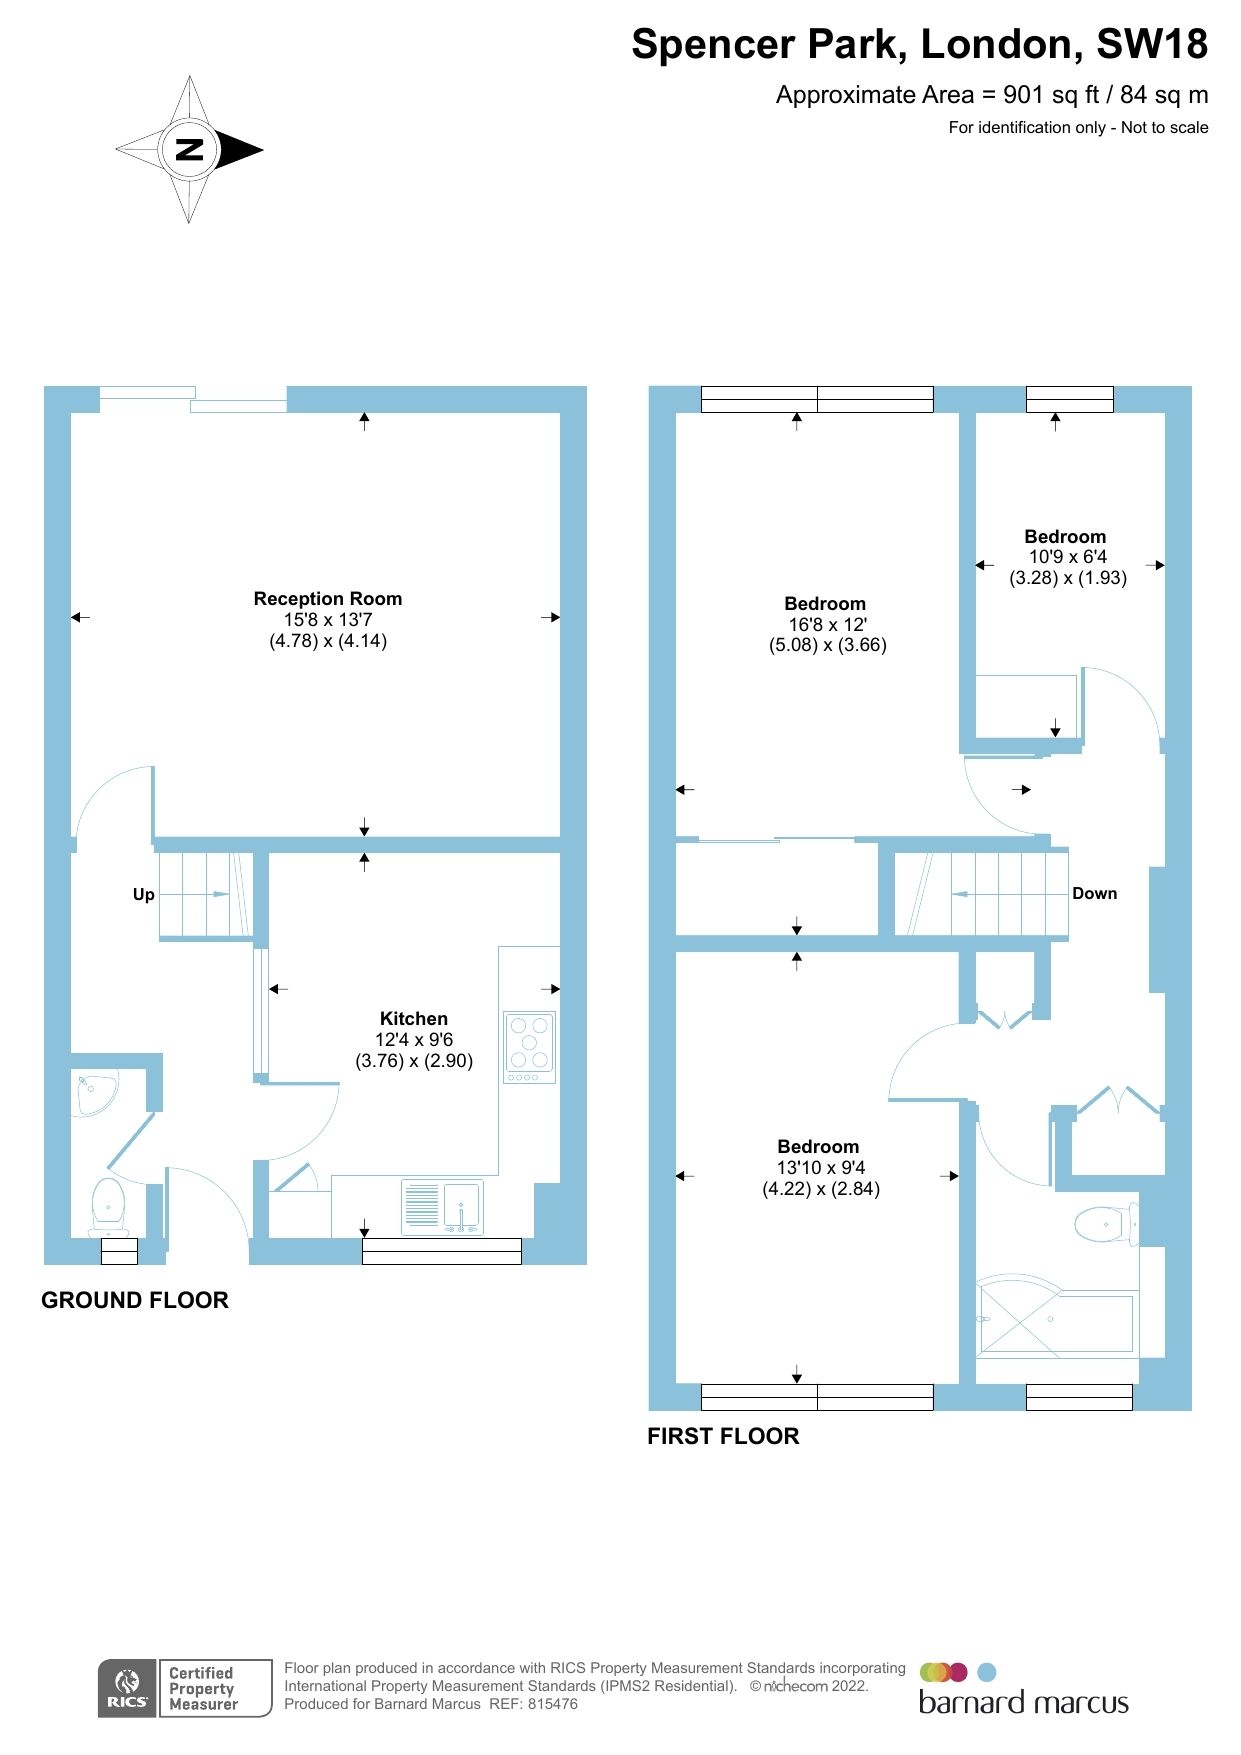 Spencer Park, London, SW18
Approximate Area = 901 sq ft / 84 sq m
For identification only - Not to scale
N
Reception Room
15'8 x 13'7
(4.78) x (4.14)
Up
Kitchen
12'4 x 9'6
(3.76) x (2.90)
GROUND FLOOR
Bedroom
10'9 x 6'4
(3.28) x (1.93)
Bedroom
16'8 x 12'
(5.08) x (3.66)
Down
Bedroom
13'10 x 9'4
(4.22) x (2.84)
FIRST FLOOR
RICS
Certified
Property
Measurer
Floor plan produced in accordance with RICS Property Measurement Standards incorporating
International Property Measurement Standards (IPMS2 Residential). © nichecom 2022.
Produced for Barnard Marcus REF: 815476
barnard marcus